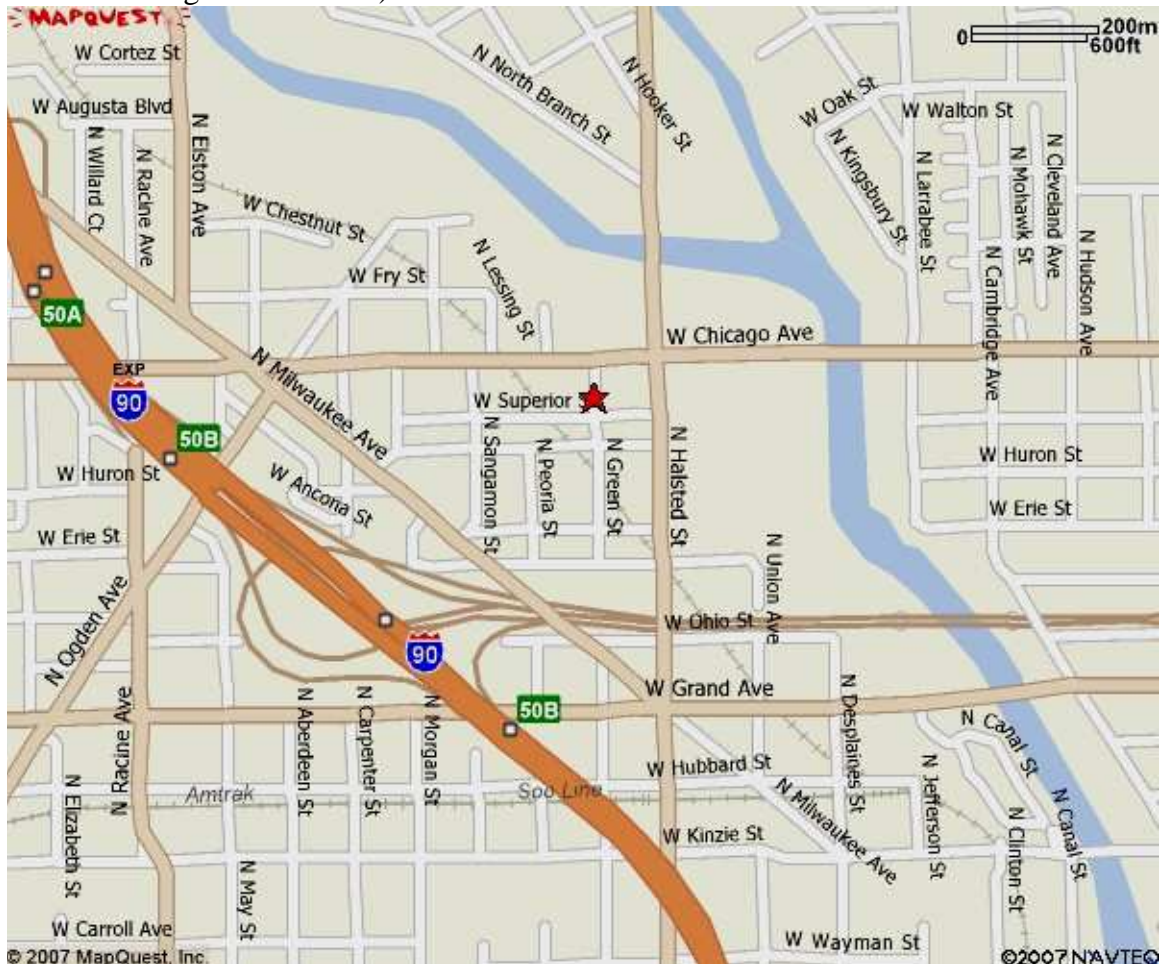 MAPQUEST
0 200m
600ft
W Cortez St
W Augusta Blvd
N Willard Ct
N Racine Ave
N Elston Ave
W Chestnut St
W Fry St
N Lessing St
N North Branch St
N Hooker St
W Oak St
W Walton St
N Kingsbury St
N Larrabee St
N Mohawk St
N Cleveland Ave
N Cambridge Ave
N Hudson Ave
50A
EXP
90
N Milwaukee Ave
W Chicago Ave
W Superior
50B
W Huron St
W Ancona St
N Sangamon St
N Peoria St
N Green St
N Halsted St
W Huron St
W Erie St
W Erie St
N Union Ave
W Ohio St
N Ogden Ave
90
W Grand Ave
50B
N Racine Ave
N Aberdeen St
N Carpenter St
N Morgan St
N Desplaines St
N Canal St
W Hubbard St
N Elizabeth St
Amtrak
Soo Line
N Milwaukee Ave
N Jefferson St
N Clinton St
N Canal St
W Kinzie St
N May St
W Carroll Ave
W Wayman St
© 2007 MapQuest, Inc.
©2007 NAVTEQ